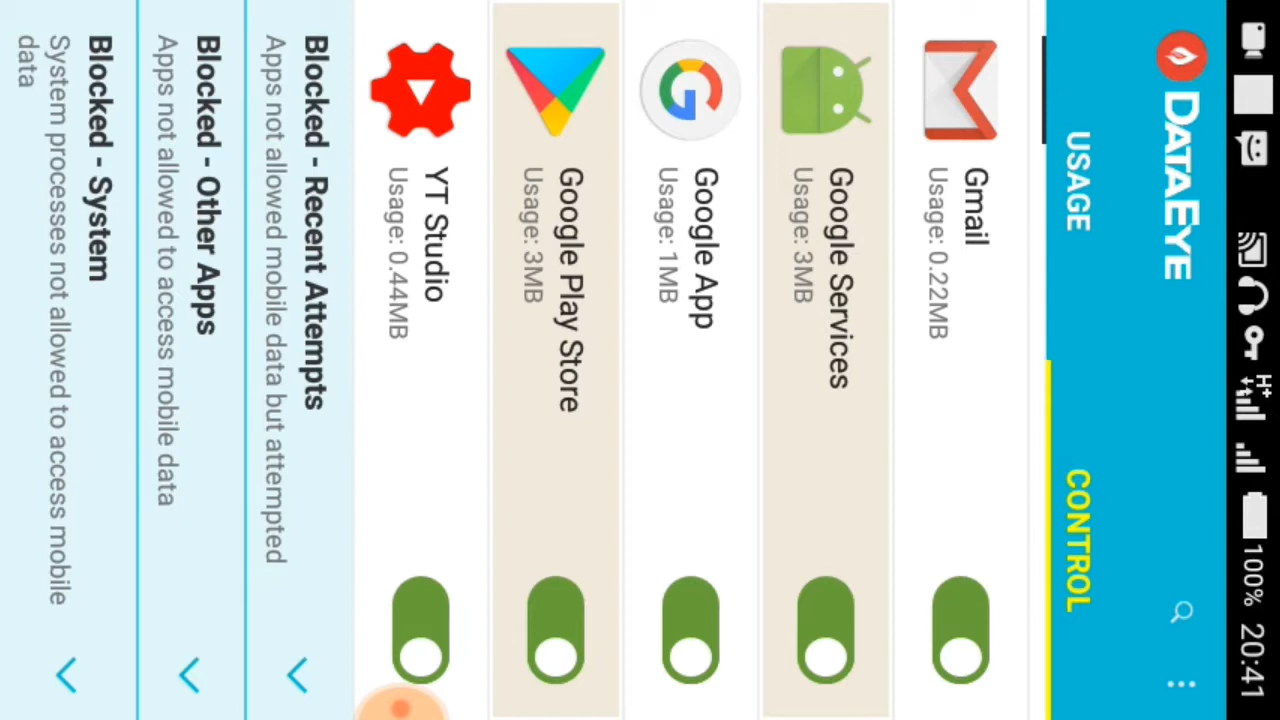 H+
100% 20:41
DATAEYE
USAGE
CONTROL
Gmail
Usage: 0.22MB
Google Services
Usage: 3MB
Google App
Usage: 1MB
Google Play Store
Usage: 3MB
YT Studio
Usage: 0.44MB
Blocked - Recent Attempts
Apps not allowed mobile data but attempted
Blocked - Other Apps
Apps not allowed to access mobile data
Blocked - System
System processes not allowed to access mobile
data